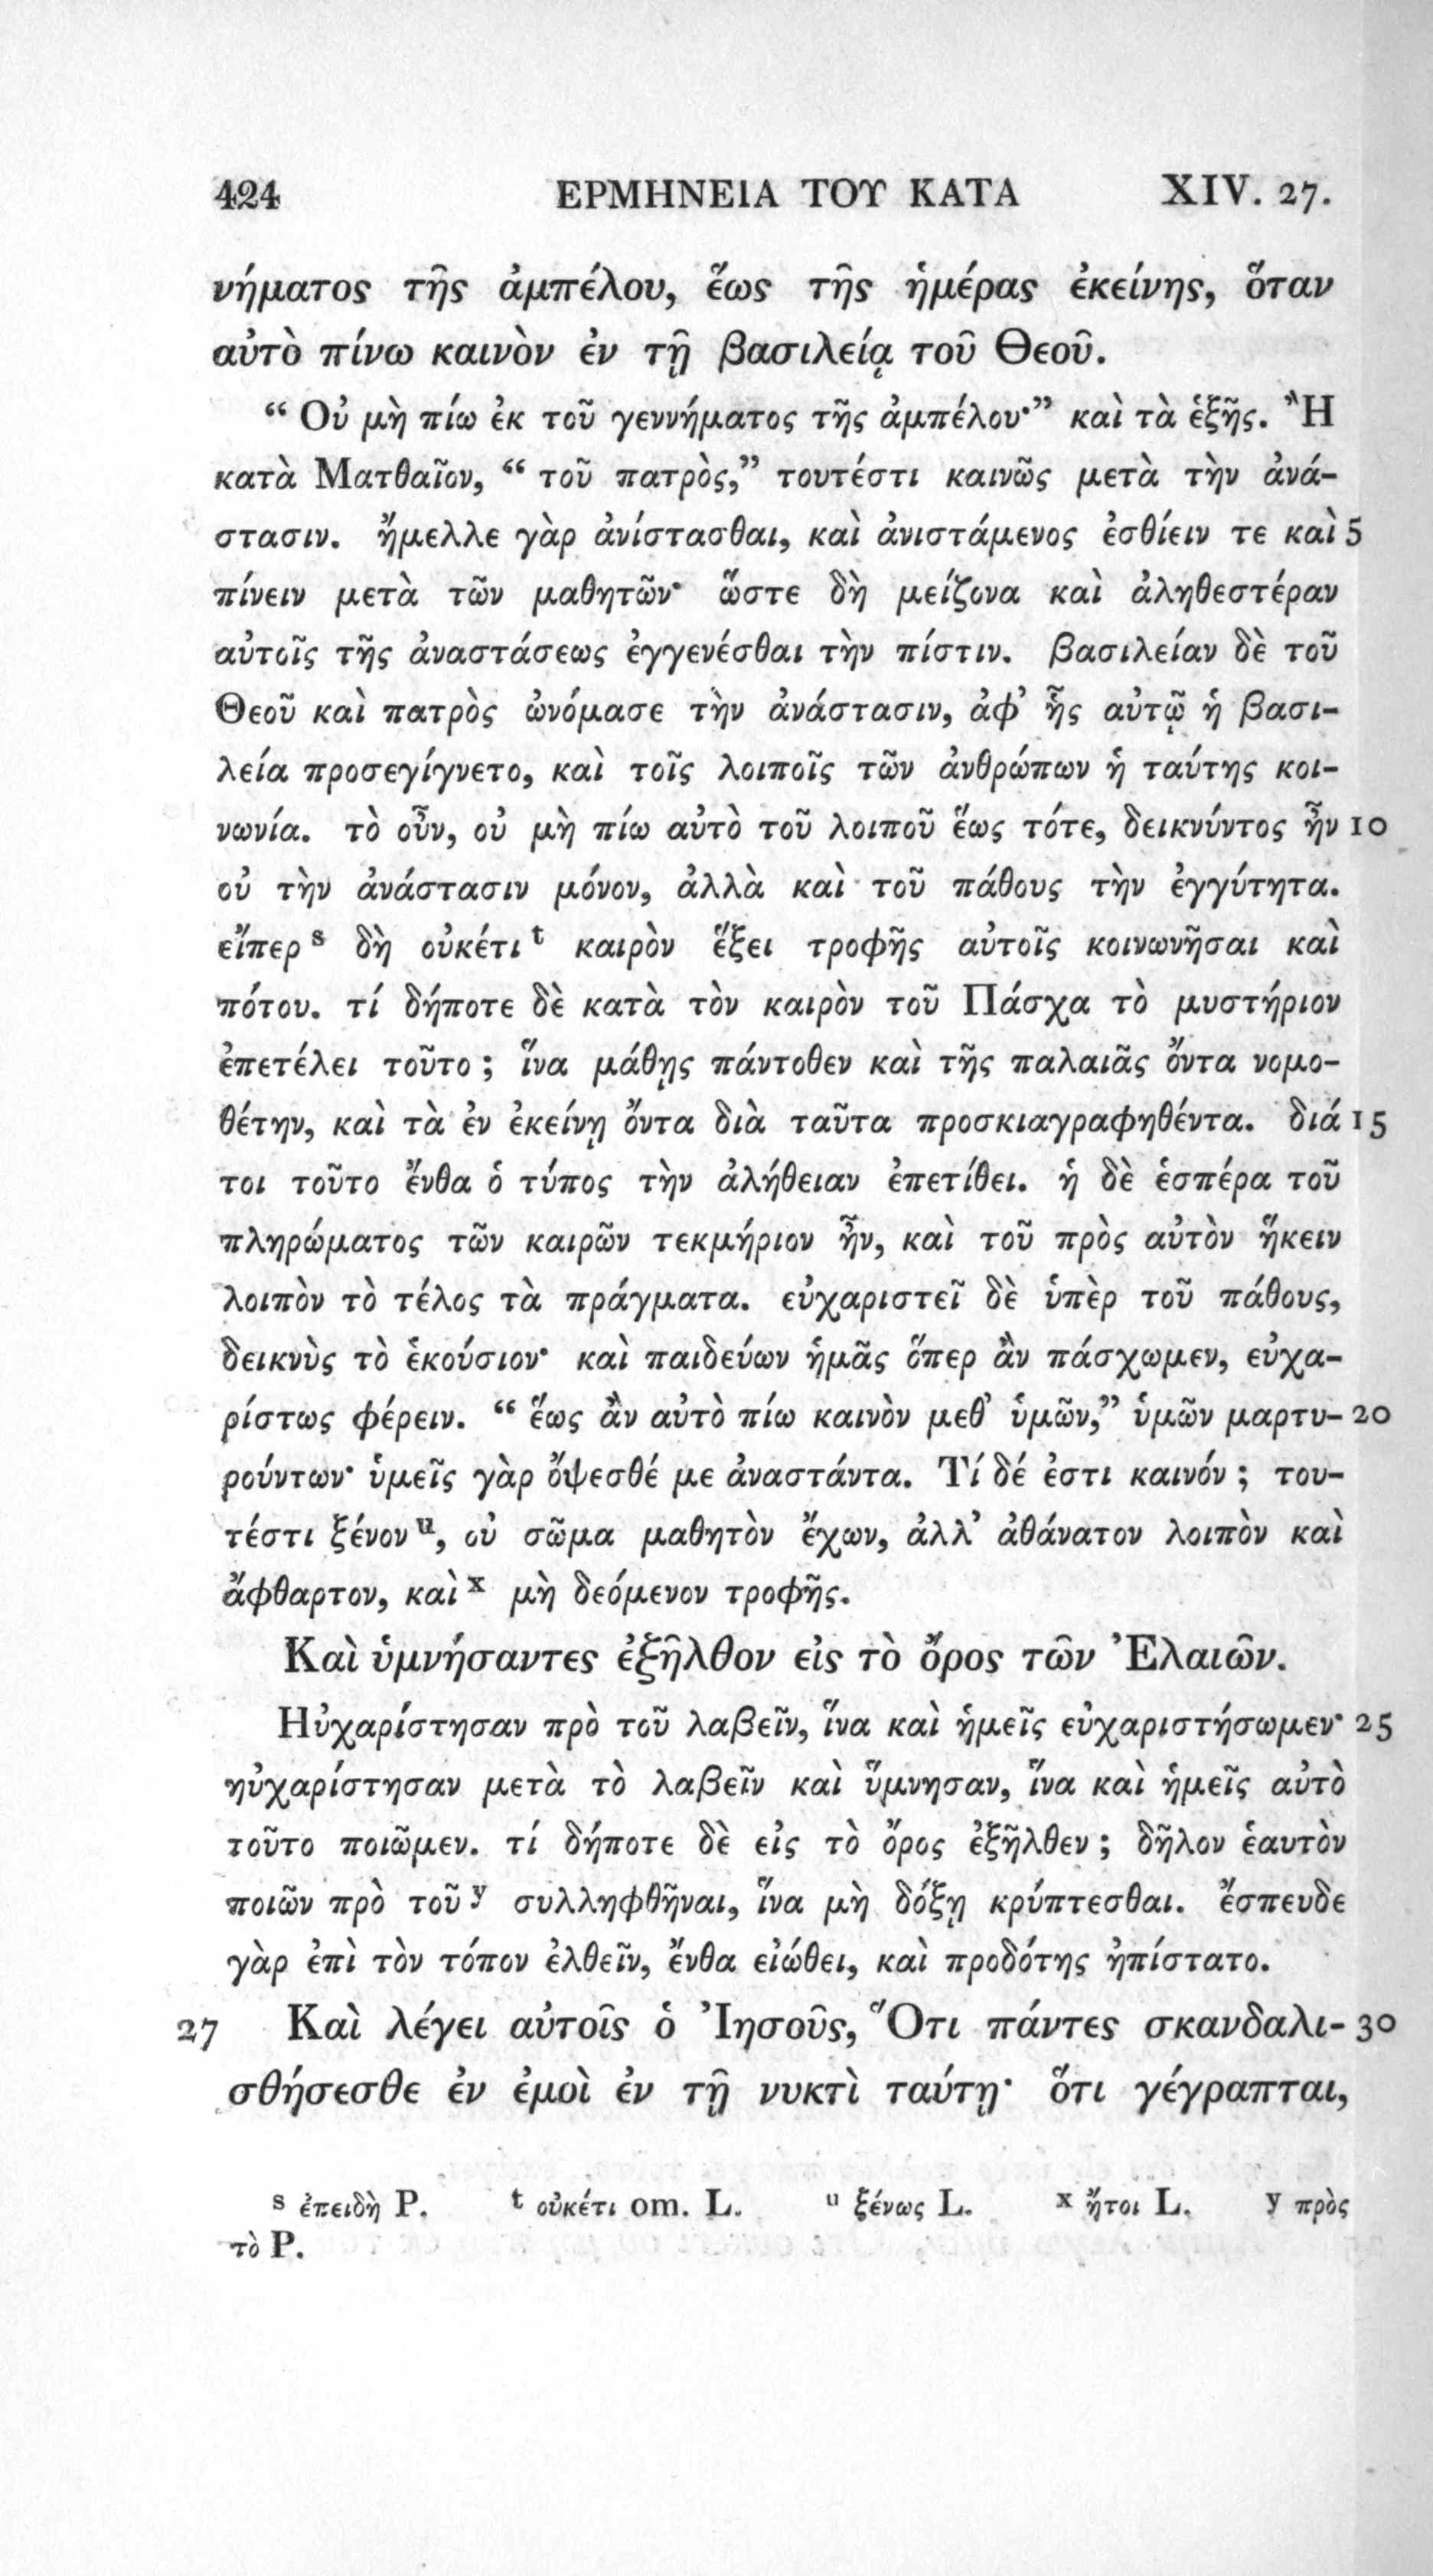 424 ΕΡΜΗΝΕΙΑ ΤΟΥ ΚΑΤΑ XIV. 27.
νήματος τῆς ἀμπέλου, ἕως τῆς ἡμέρας ἐκείνης, ὅταν
αὐτὸ πίνω καινὸν ἐν τῇ βασιλείᾳ τοῦ Θεοῦ.
“ Οὐ μὴ πίω ἐκ τοῦ γεννήματος τῆς ἀμπέλου·” καὶ τὰ ἑξῆς. Ἢ
κατὰ Ματθαῖον, “ τοῦ πατρὸς,” τουτέστι καινῶς μετὰ τὴν ἀνά-
στασιν. ἤμελλε γὰρ ἀνίστασθαι, καὶ ἀνιστάμενος ἐσθίειν τε καὶ 5
πίνειν μετὰ τῶν μαθητῶν· ὥστε δὴ μείζονα καὶ ἀληθεστέραν
αὐτοῖς τῆς ἀναστάσεως ἐγγενέσθαι τὴν πίστιν. βασιλείαν δὲ τοῦ
Θεοῦ καὶ πατρὸς ὠνόμασε τὴν ἀνάστασιν, ἀφ’ ἧς αὐτῷ ἡ βασι-
λεία προσεγίγνετο, καὶ τοῖς λοιποῖς τῶν ἀνθρώπων ἡ ταύτης κοι-
νωνία. τὸ οὖν, οὐ μὴ πίω αὐτὸ τοῦ λοιποῦ ἕως τότε, δεικνύντος ἦν 10
οὐ τὴν ἀνάστασιν μόνον, ἀλλὰ καὶ τοῦ πάθους τὴν ἐγγύτητα.
εἴπερ s δὴ οὐκέτι t καιρὸν ἕξει τροφῆς αὐτοῖς κοινωνῆσαι καὶ
πότου. τί δήποτε δὲ κατὰ τὸν καιρὸν τοῦ Πάσχα τὸ μυστήριον
ἐπετέλει τοῦτο ; ἵνα μάθῃς πάντοθεν καὶ τῆς παλαιᾶς ὄντα νομο-
θέτην, καὶ τὰ ἐν ἐκείνῃ ὄντα διὰ ταῦτα προσκιαγραφηθέντα. διά 15
τοι τοῦτο ἔνθα ὁ τύπος τὴν ἀλήθειαν ἐπετίθει. ἡ δὲ ἑσπέρα τοῦ
πληρώματος τῶν καιρῶν τεκμήριον ἦν, καὶ τοῦ πρὸς αὐτὸν ἥκειν
λοιπὸν τὸ τέλος τὰ πράγματα. εὐχαριστεῖ δὲ ὑπὲρ τοῦ πάθους,
δεικνὺς τὸ ἑκούσιον· καὶ παιδεύων ἡμᾶς ὅπερ ἂν πάσχωμεν, εὐχα-
ρίστως φέρειν. “ ἕως ἂν αὐτὸ πίω καινὸν μεθ’ ὑμῶν,” ὑμῶν μαρτυ- 20
ρούντων· ὑμεῖς γὰρ ὄψεσθέ με ἀναστάντα. Τί δέ ἐστι καινόν ; του-
τέστι ξένον u, οὐ σῶμα μαθητὸν ἔχων, ἀλλ’ ἀθάνατον λοιπὸν καὶ
ἄφθαρτον, καὶ x μὴ δεόμενον τροφῆς.
Καὶ ὑμνήσαντες ἐξῆλθον εἰς τὸ ὄρος τῶν Ἐλαιῶν.
Ηὐχαρίστησαν πρὸ τοῦ λαβεῖν, ἵνα καὶ ἡμεῖς εὐχαριστήσωμεν· 25
ηὐχαρίστησαν μετὰ τὸ λαβεῖν καὶ ὕμνησαν, ἵνα καὶ ἡμεῖς αὐτὸ
τοῦτο ποιῶμεν. τί δήποτε δὲ εἰς τὸ ὄρος ἐξῆλθεν ; δῆλον ἑαυτὸν
ποιῶν πρὸ τοῦ y συλληφθῆναι, ἵνα μὴ δόξῃ κρύπτεσθαι. ἔσπευδε
γὰρ ἐπὶ τὸν τόπον ἐλθεῖν, ἔνθα εἰώθει, καὶ προδότης ἠπίστατο.
27 Καὶ λέγει αὐτοῖς ὁ Ἰησοῦς, Ὅτι πάντες σκανδαλι- 30
σθήσεσθε ἐν ἐμοὶ ἐν τῇ νυκτὶ ταύτῃ· ὅτι γέγραπται,
s ἐπειδὴ P. t οὐκέτι om. L. u ξένως L. x ἤτοι L. y πρὸς
τὸ P.